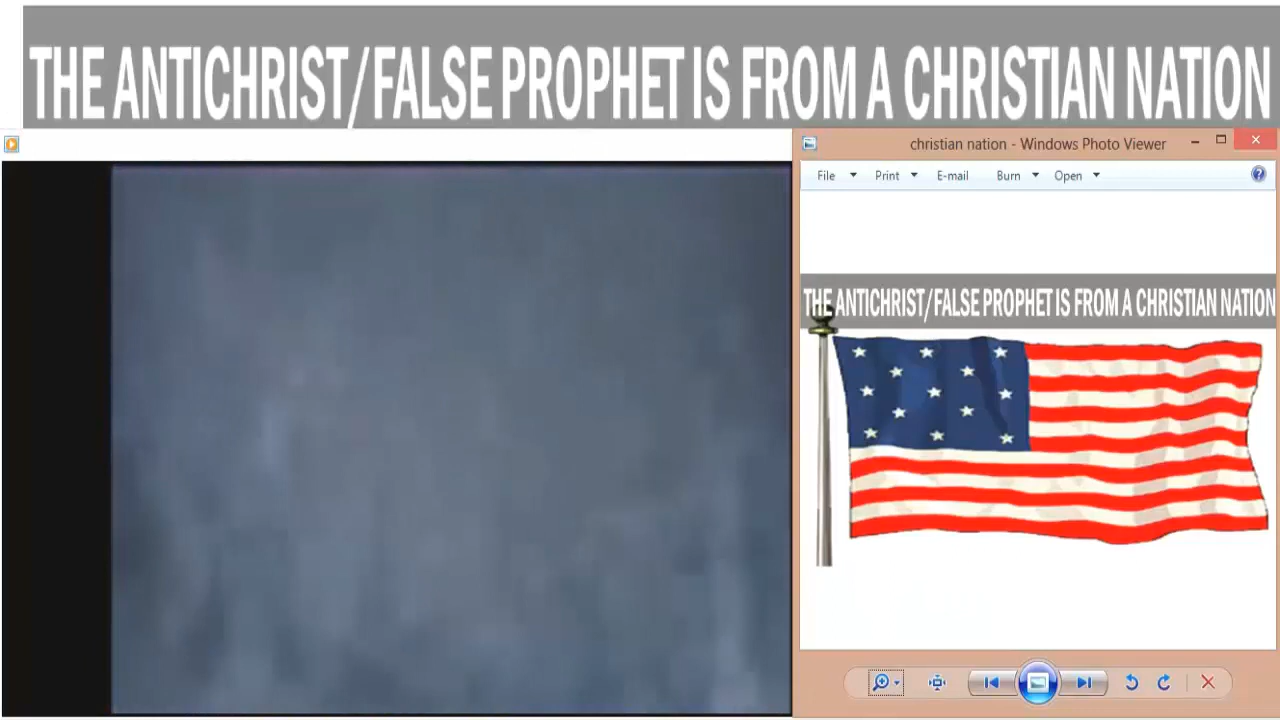 THE ANTICHRIST/FALSE PROPHET IS FROM A CHRISTIAN NATION
christian nation - Windows Photo Viewer
File Print E-mail Burn Open
THE ANTICHRIST/FALSE PROPHET IS FROM A CHRISTIAN NATION